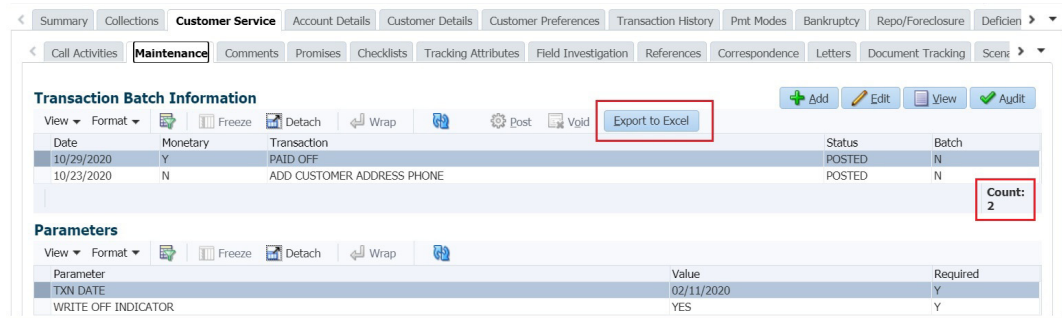 Summary Collections Customer Service Account Details Customer Details Customer Preferences Transaction History Pmt Modes Bankruptcy Repo/Foreclosure Deficien
Call Activities Maintenance Comments Promises Checklists Tracking Attributes Field Investigation References Correspondence Letters Document Tracking Scena
Transaction Batch Information Add Edit View Audit
View Format Freeze Detach Wrap Post Void Export to Excel
Date Monetary Transaction Status Batch
10/29/2020 Y PAID OFF POSTED N
10/23/2020 N ADD CUSTOMER ADDRESS PHONE POSTED N
Count:
2
Parameters
View Format Freeze Detach Wrap
Parameter Value Required
TXN DATE 02/11/2020 Y
WRITE OFF INDICATOR YES Y